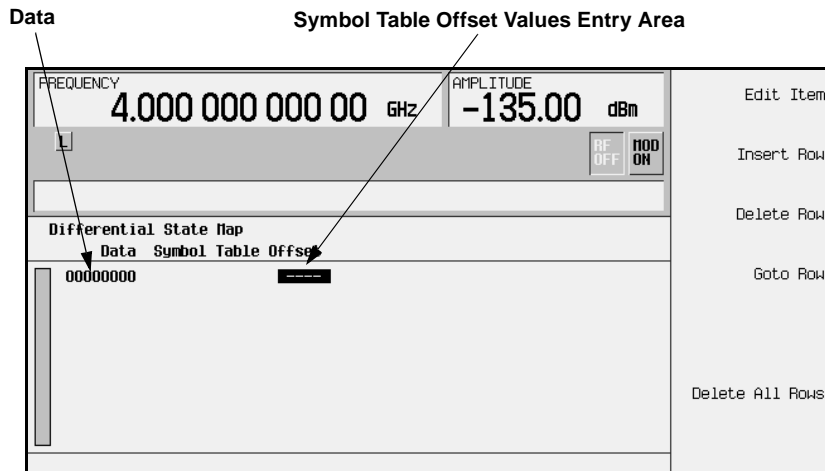 Data
Symbol Table Offset Values Entry Area
FREQUENCY
4.000 000 000 00 GHz
AMPLITUDE
-135.00 dBm
L
RF OFF
MOD ON
Differential State Map
Data Symbol Table Offset
00000000 ----
Edit Item
Insert Row
Delete Row
Goto Row
Delete All Rows